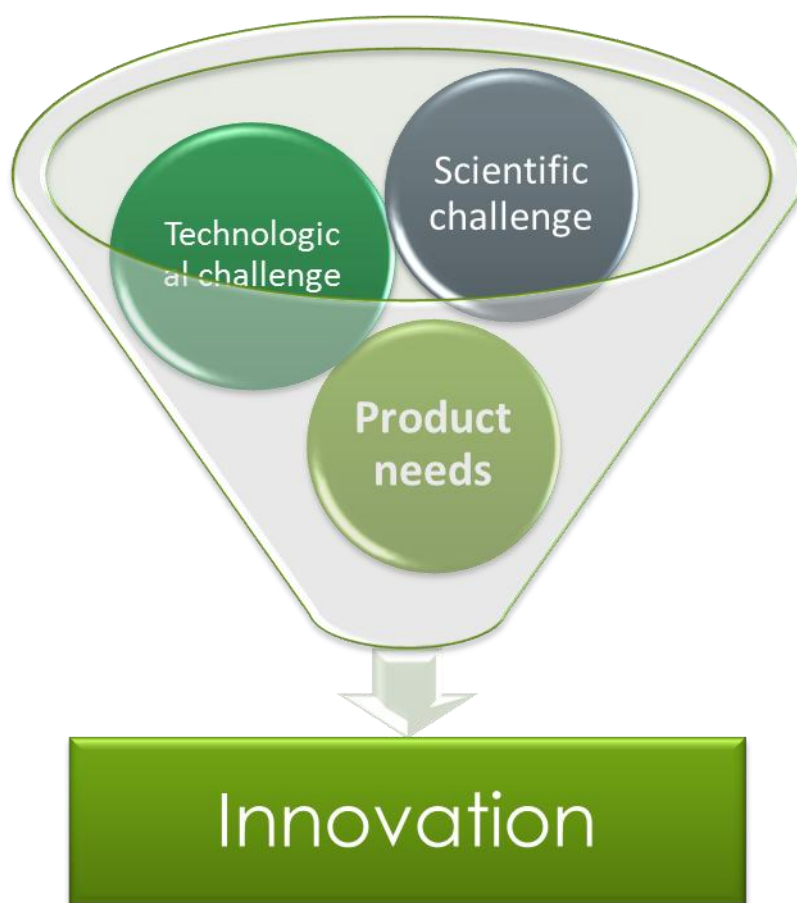 Scientific
challenge
Technologic
al challenge
Product
needs
Innovation